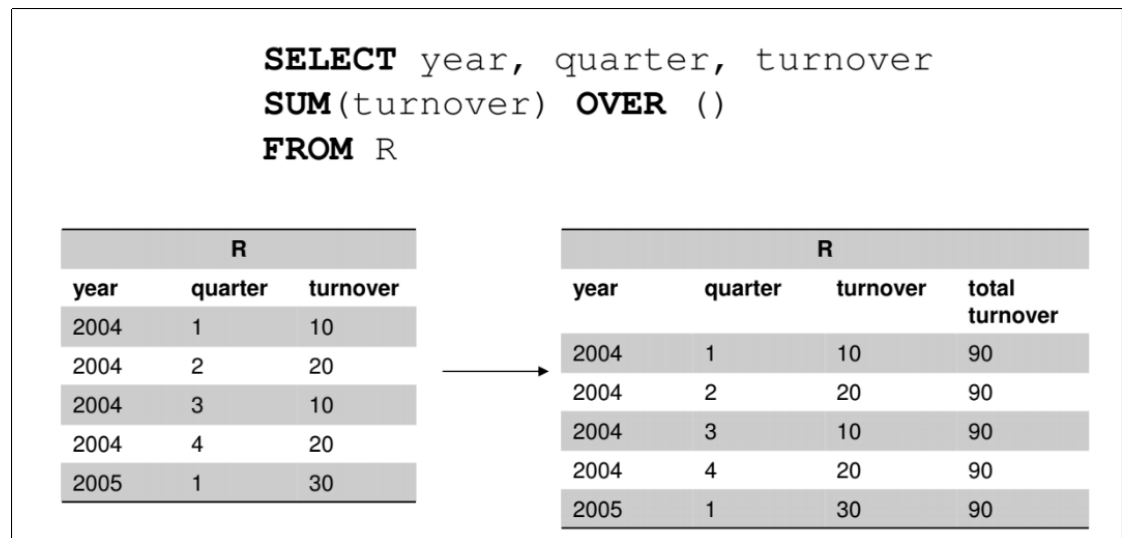 SELECT year, quarter, turnover
SUM(turnover) OVER ()
FROM R
R
year quarter turnover
2004 1 10
2004 2 20
2004 3 10
2004 4 20
2005 1 30
R
year quarter turnover total turnover
2004 1 10 90
2004 2 20 90
2004 3 10 90
2004 4 20 90
2005 1 30 90